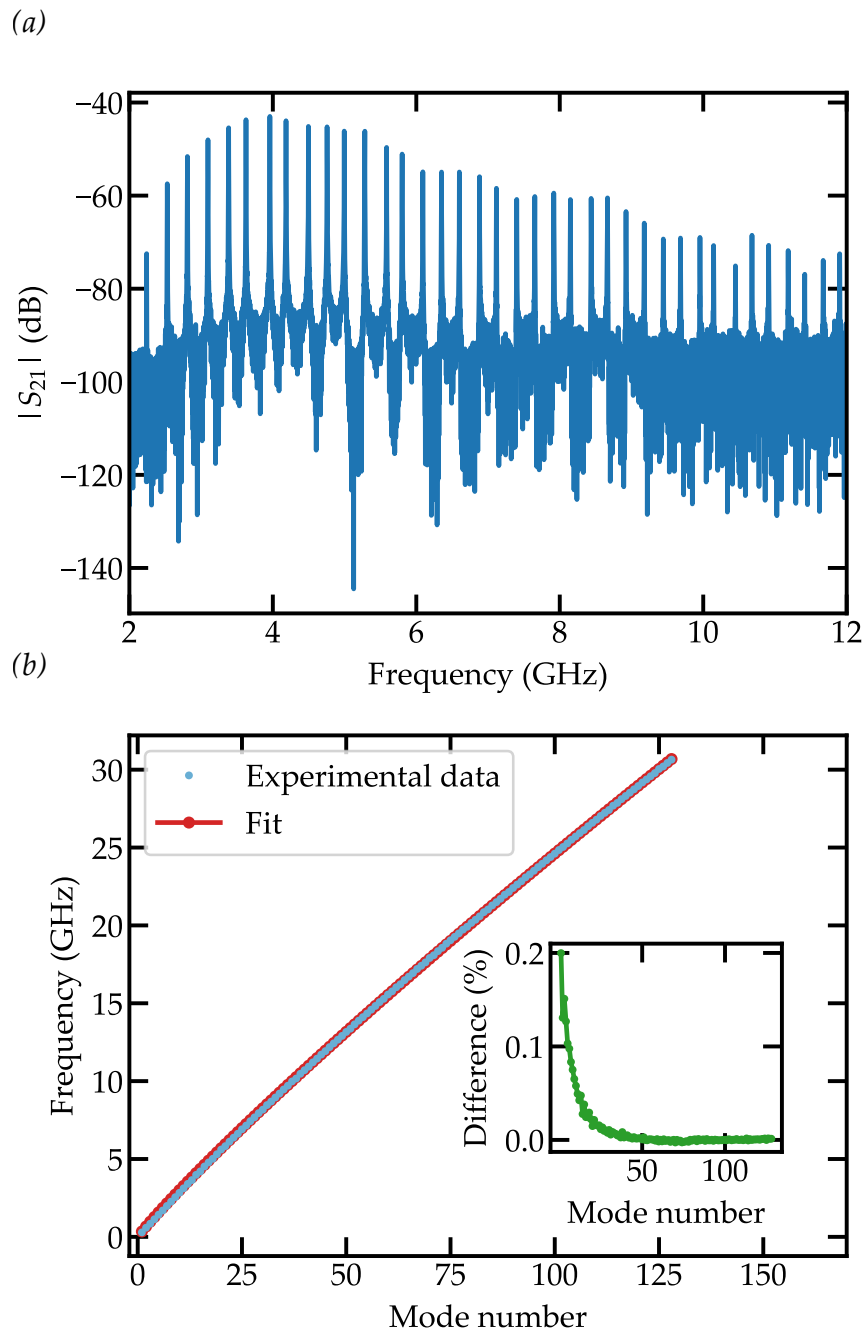 (a)
−40
−60
−80
−100
−120
−140
|S21| (dB)
2 4 6 8 10 12
Frequency (GHz)
(b)
30
25
20
15
10
5
0
Frequency (GHz)
Experimental data
Fit
0.2
0.1
0.0
Difference (%)
50 100
Mode number
0 25 50 75 100 125 150
Mode number